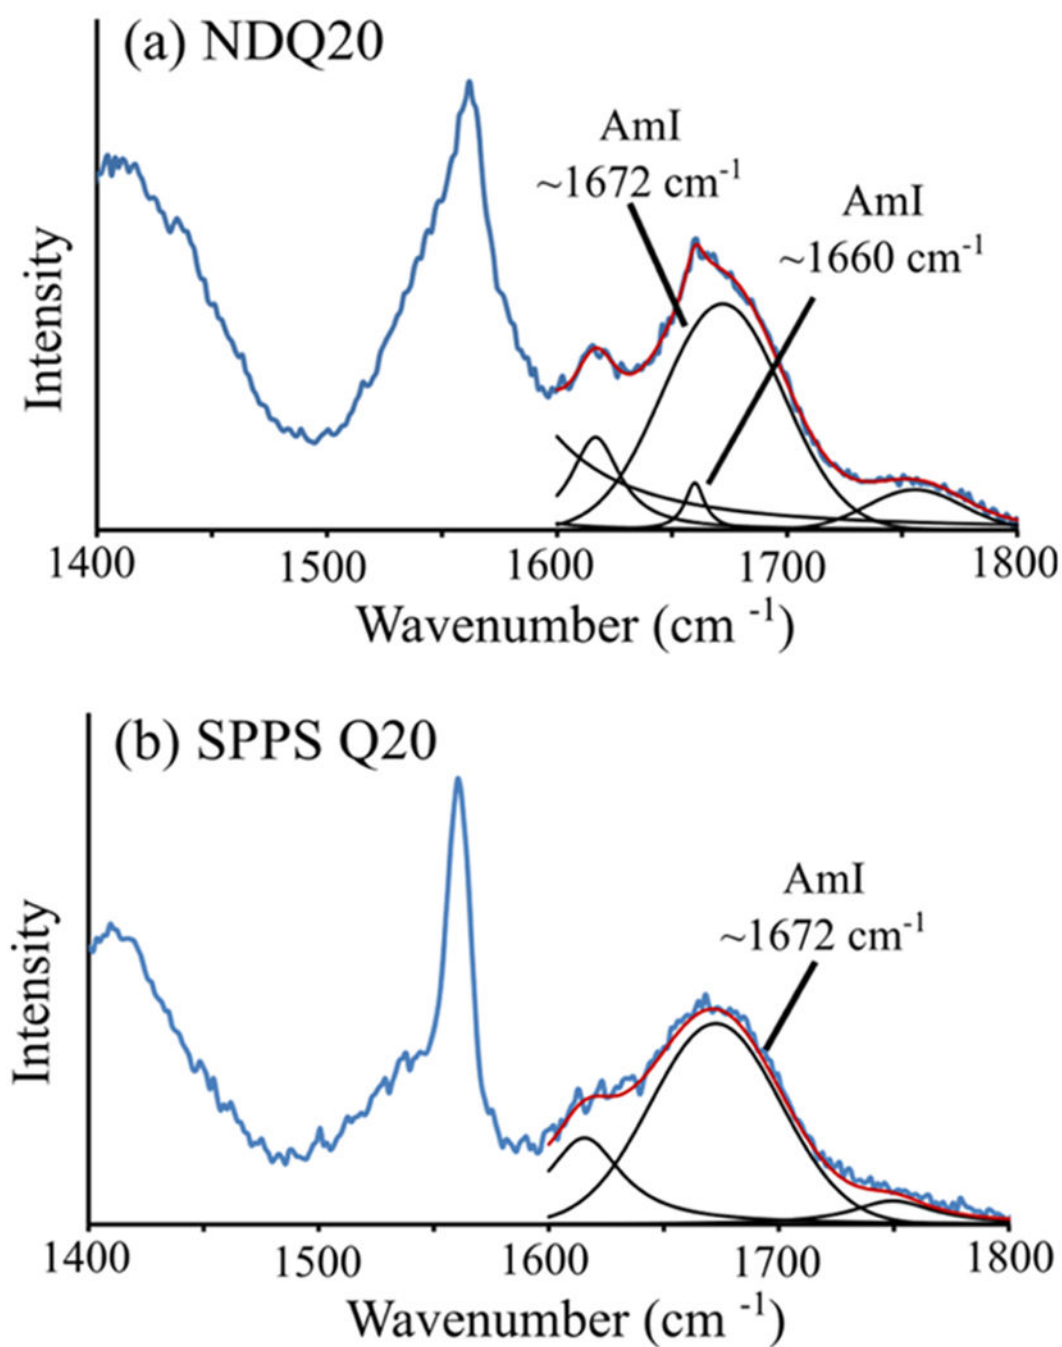 (a) NDQ20
AmI
~1672 cm⁻¹
AmI
~1660 cm⁻¹
Intensity
1400 1500 1600 1700 1800
Wavenumber (cm ⁻¹)
(b) SPPS Q20
AmI
~1672 cm⁻¹
Intensity
1400 1500 1600 1700 1800
Wavenumber (cm ⁻¹)